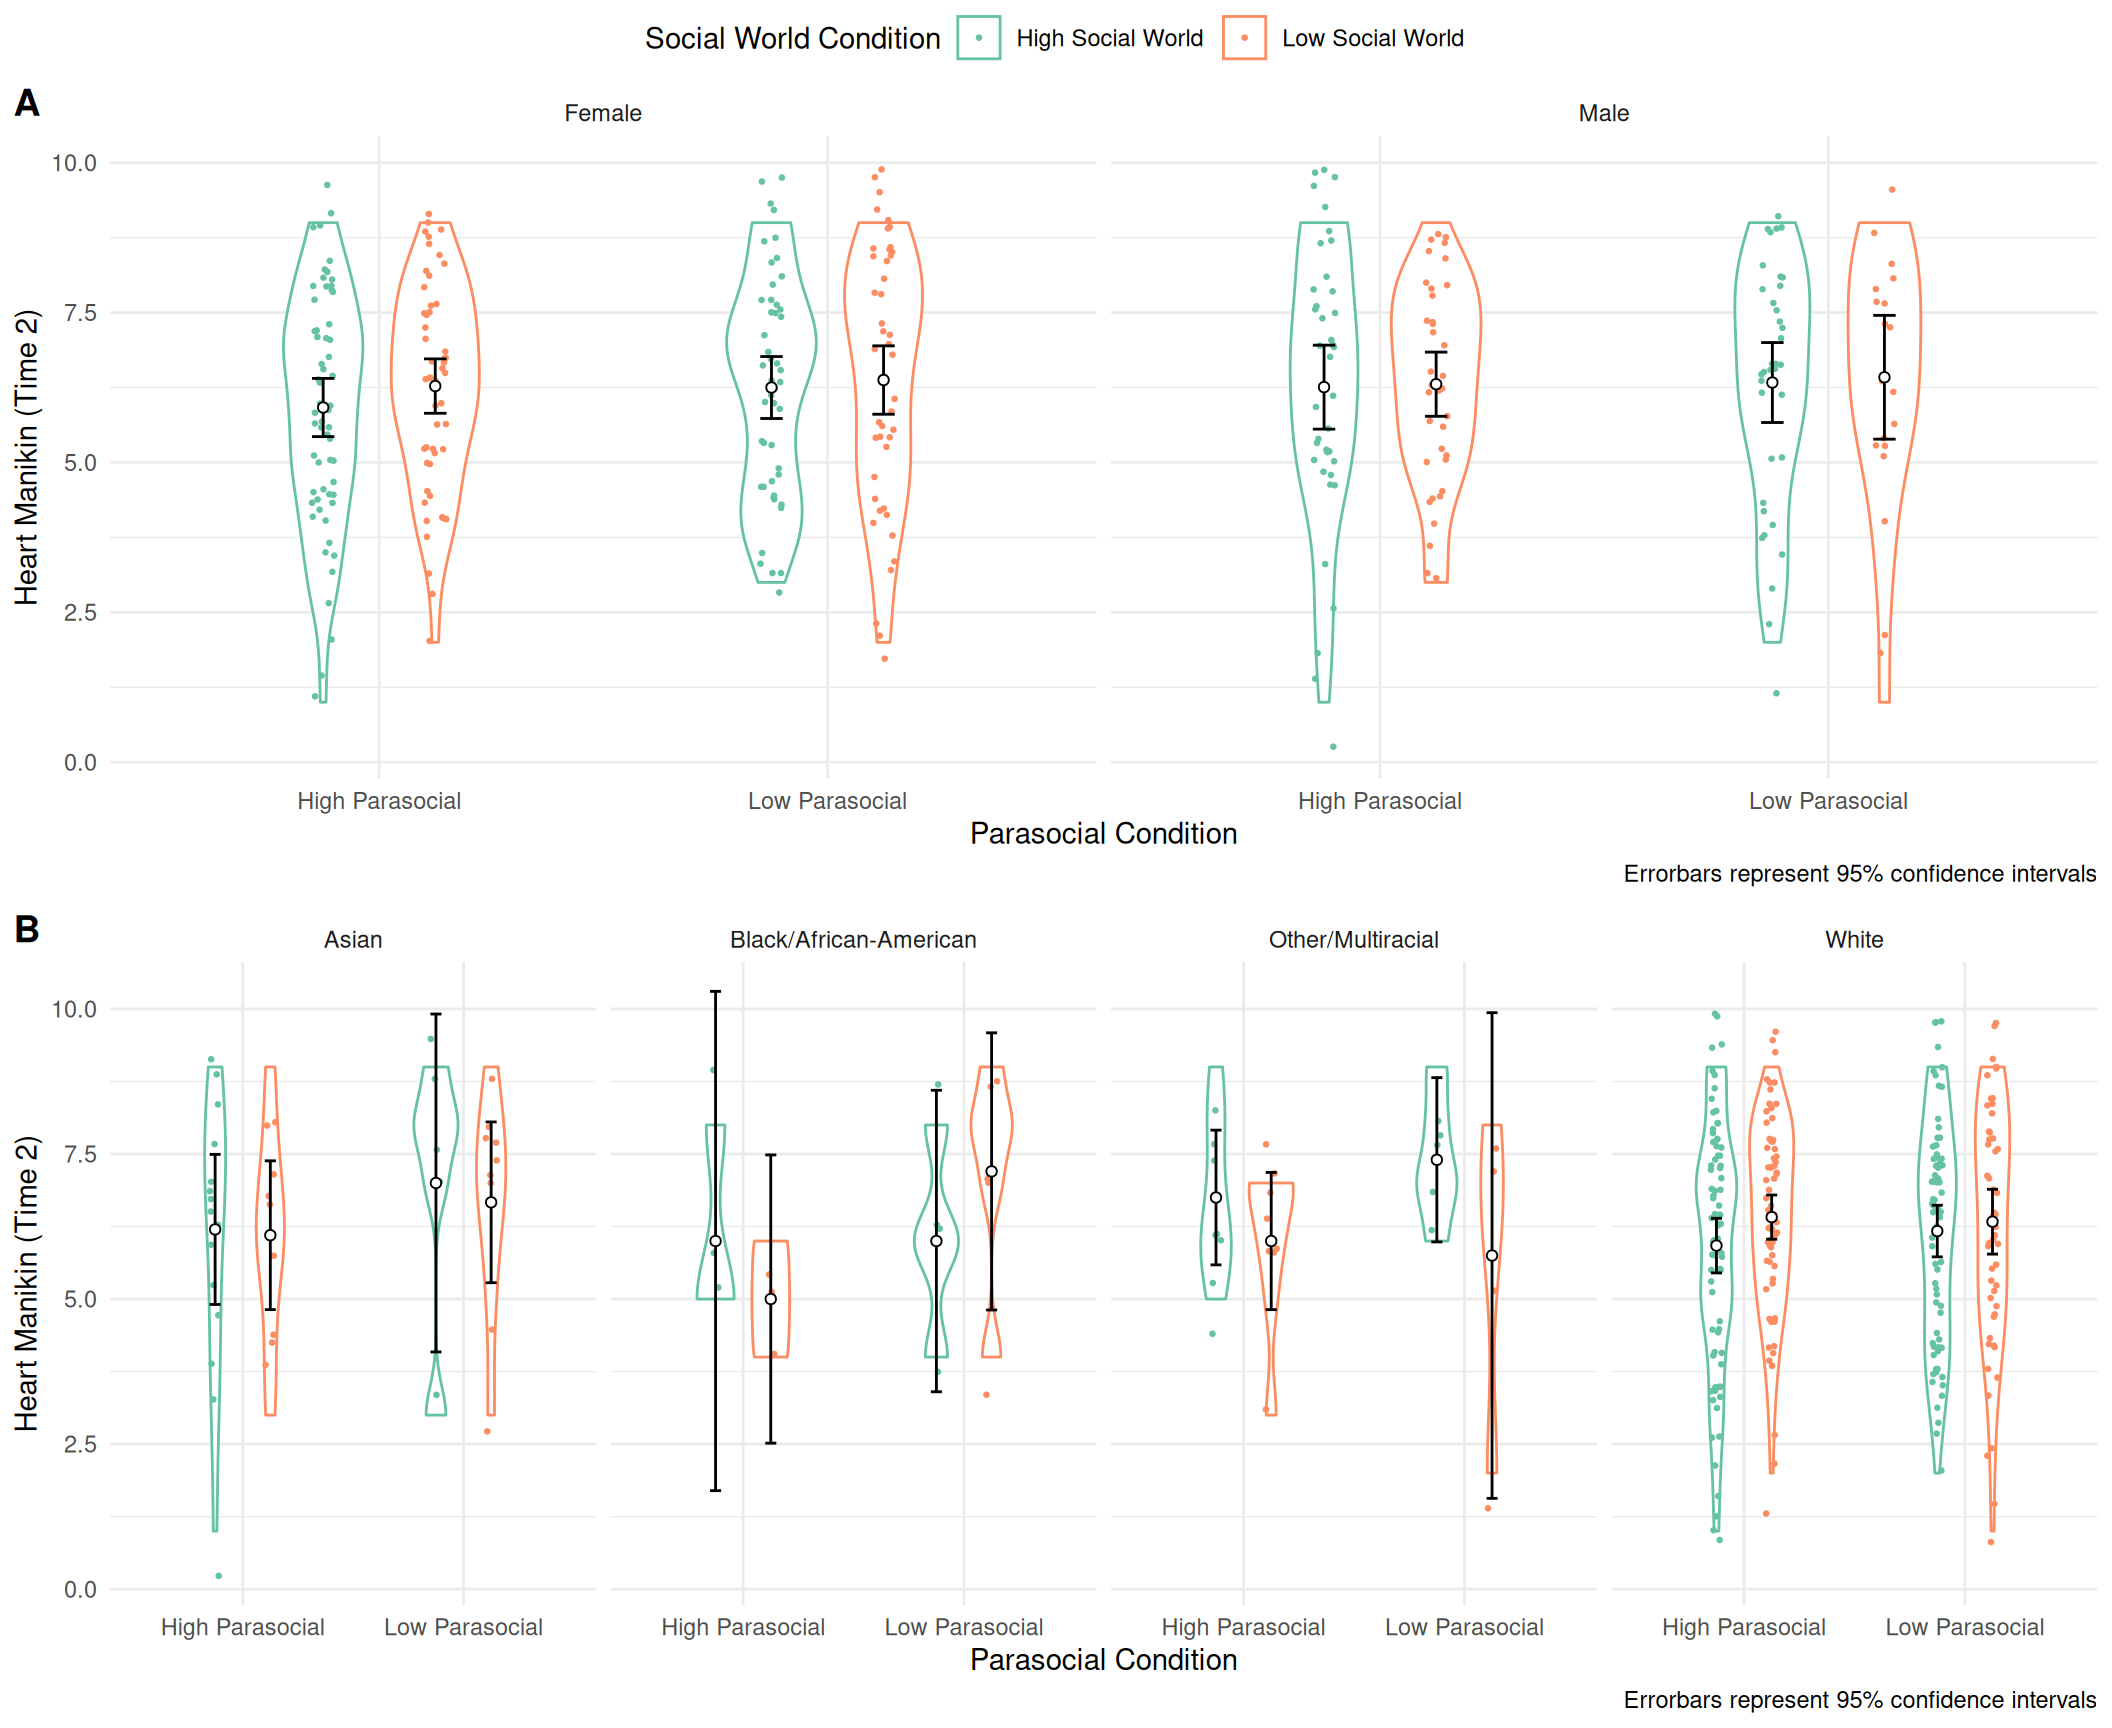 Social World Condition High Social World Low Social World
A
Female Male
Heart Manikin (Time 2)
10.0
7.5
5.0
2.5
0.0
High Parasocial Low Parasocial High Parasocial Low Parasocial
Parasocial Condition
Errorbars represent 95% confidence intervals
B
Asian Black/African-American Other/Multiracial White
Heart Manikin (Time 2)
10.0
7.5
5.0
2.5
0.0
High Parasocial Low Parasocial High Parasocial Low Parasocial High Parasocial Low Parasocial High Parasocial Low Parasocial
Parasocial Condition
Errorbars represent 95% confidence intervals